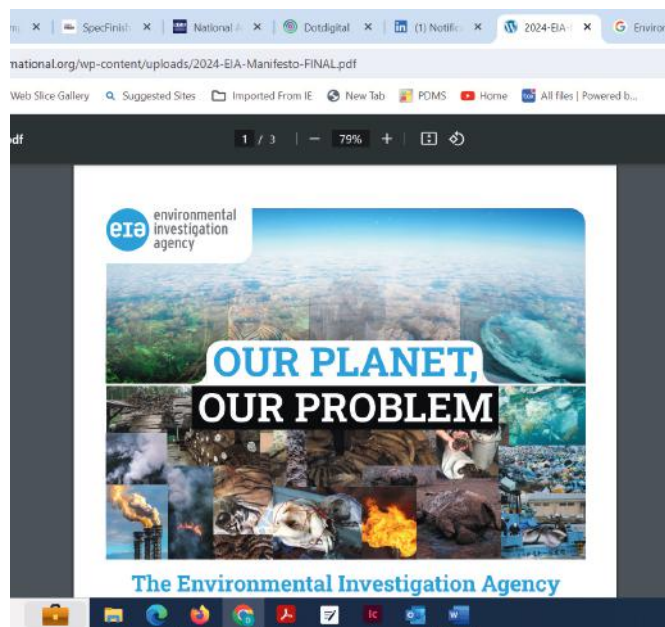 SpecFinish
National A
Dotdigital
(1) Notific
2024-EIA-
Environ
national.org/wp-content/uploads/2024-EIA-Manifesto-FINAL.pdf
Web Slice Gallery
Suggested Sites
Imported From IE
New Tab
PDMS
Home
All files | Powered b...
df
1 / 3
79%
eia
environmental
investigation
agency
OUR PLANET,
OUR PROBLEM
The Environmental Investigation Agency